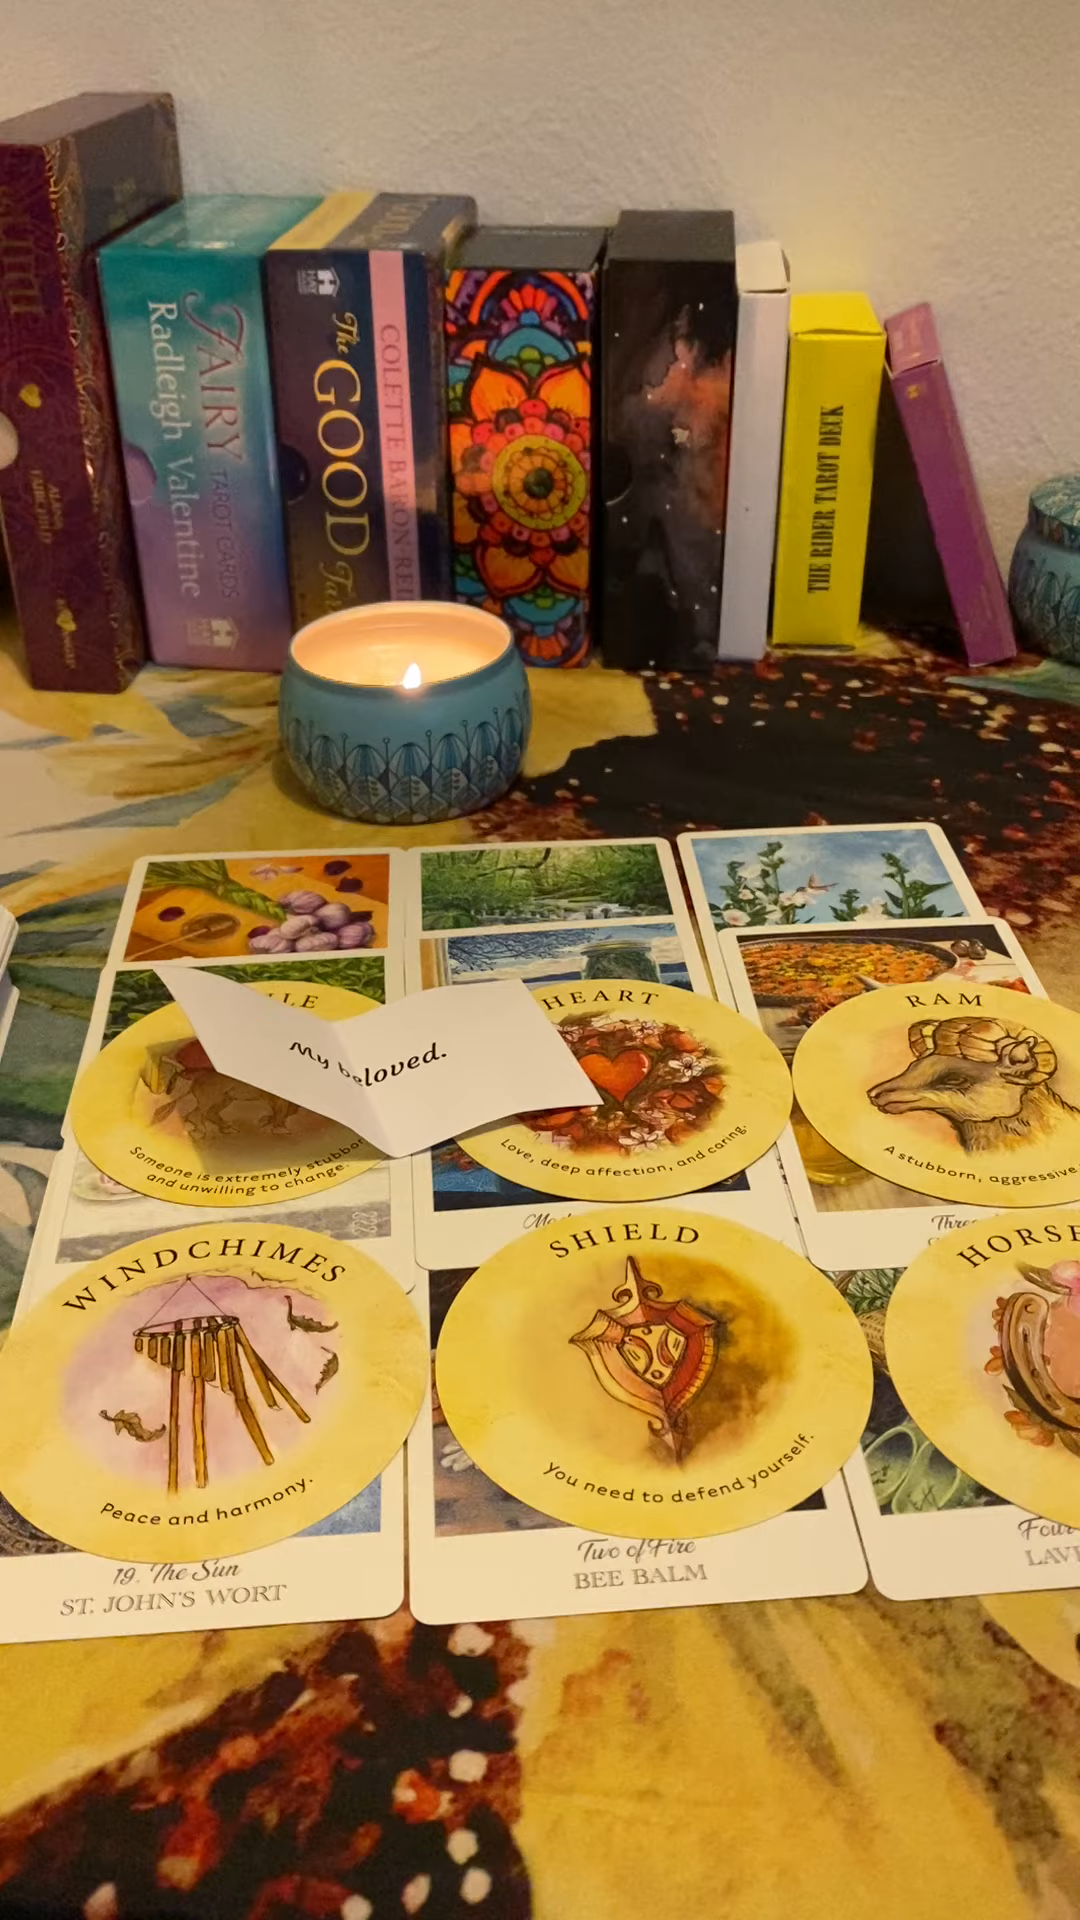 FAIRY TAROT CARDS
Radleigh Valentine
HAY
The GOOD
COLETTE BARON-REI
THE RIDER TAROT DECK
My beloved.
HEART
Love, deep affection, and caring.
RAM
A stubborn, aggressive
Someone is extremely stubborn
and unwilling to change.
WINDCHIMES
Peace and harmony.
SHIELD
You need to defend yourself.
19. The Sun
ST. JOHN'S WORT
Two of Fire
BEE BALM